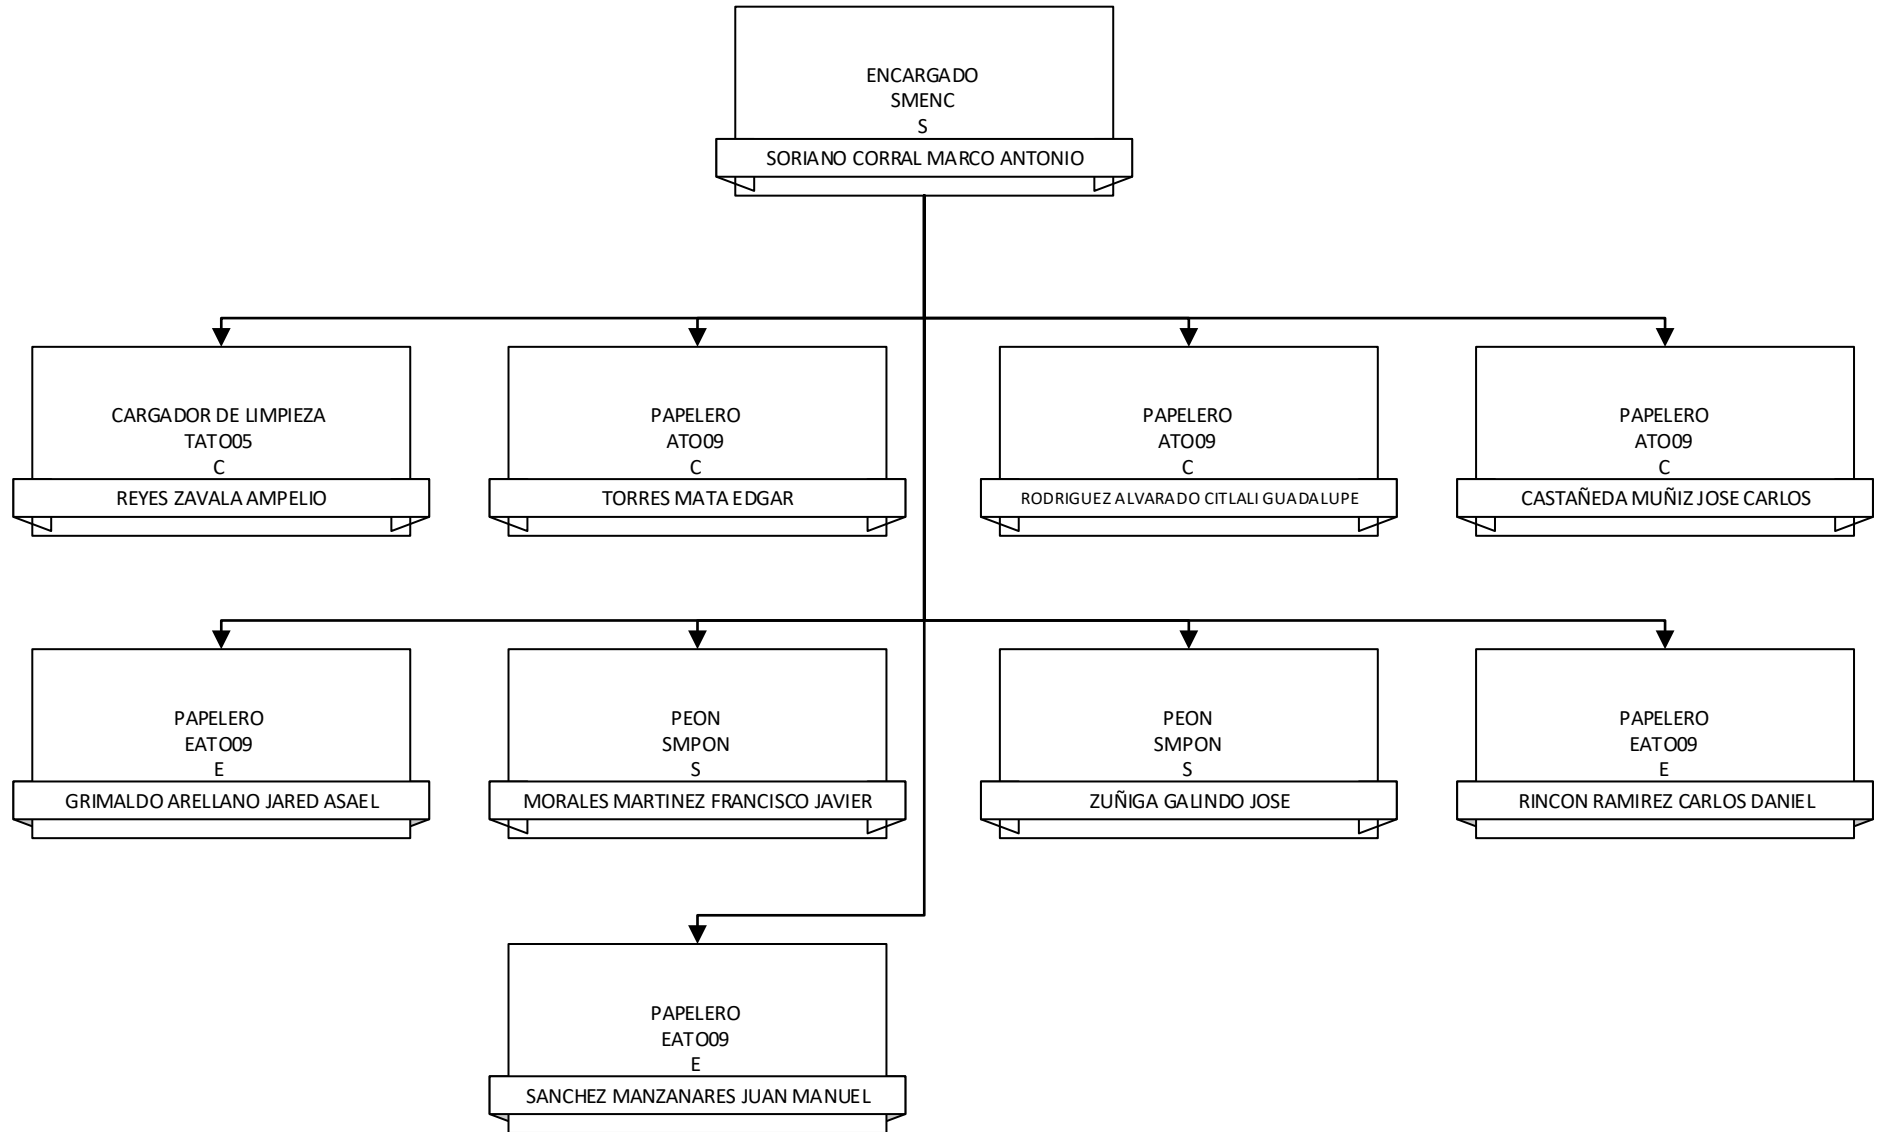 ENCARGADO
SMENC
S
SORIANO CORRAL MARCO ANTONIO
CARGADOR DE LIMPIEZA
TATO05
C
REYES ZAVALA AMPELIO
PAPELERO
ATO09
C
TORRES MATA EDGAR
PAPELERO
ATO09
C
RODRIGUEZ ALVARADO CITLALI GUADALUPE
PAPELERO
ATO09
C
CASTAÑEDA MUÑIZ JOSE CARLOS
PAPELERO
EATO09
E
GRIMALDO ARELLANO JARED ASAEL
PEON
SMPON
S
MORALES MARTINEZ FRANCISCO JAVIER
PEON
SMPON
S
ZUÑIGA GALINDO JOSE
PAPELERO
EATO09
E
RINCON RAMIREZ CARLOS DANIEL
PAPELERO
EATO09
E
SANCHEZ MANZANARES JUAN MANUEL